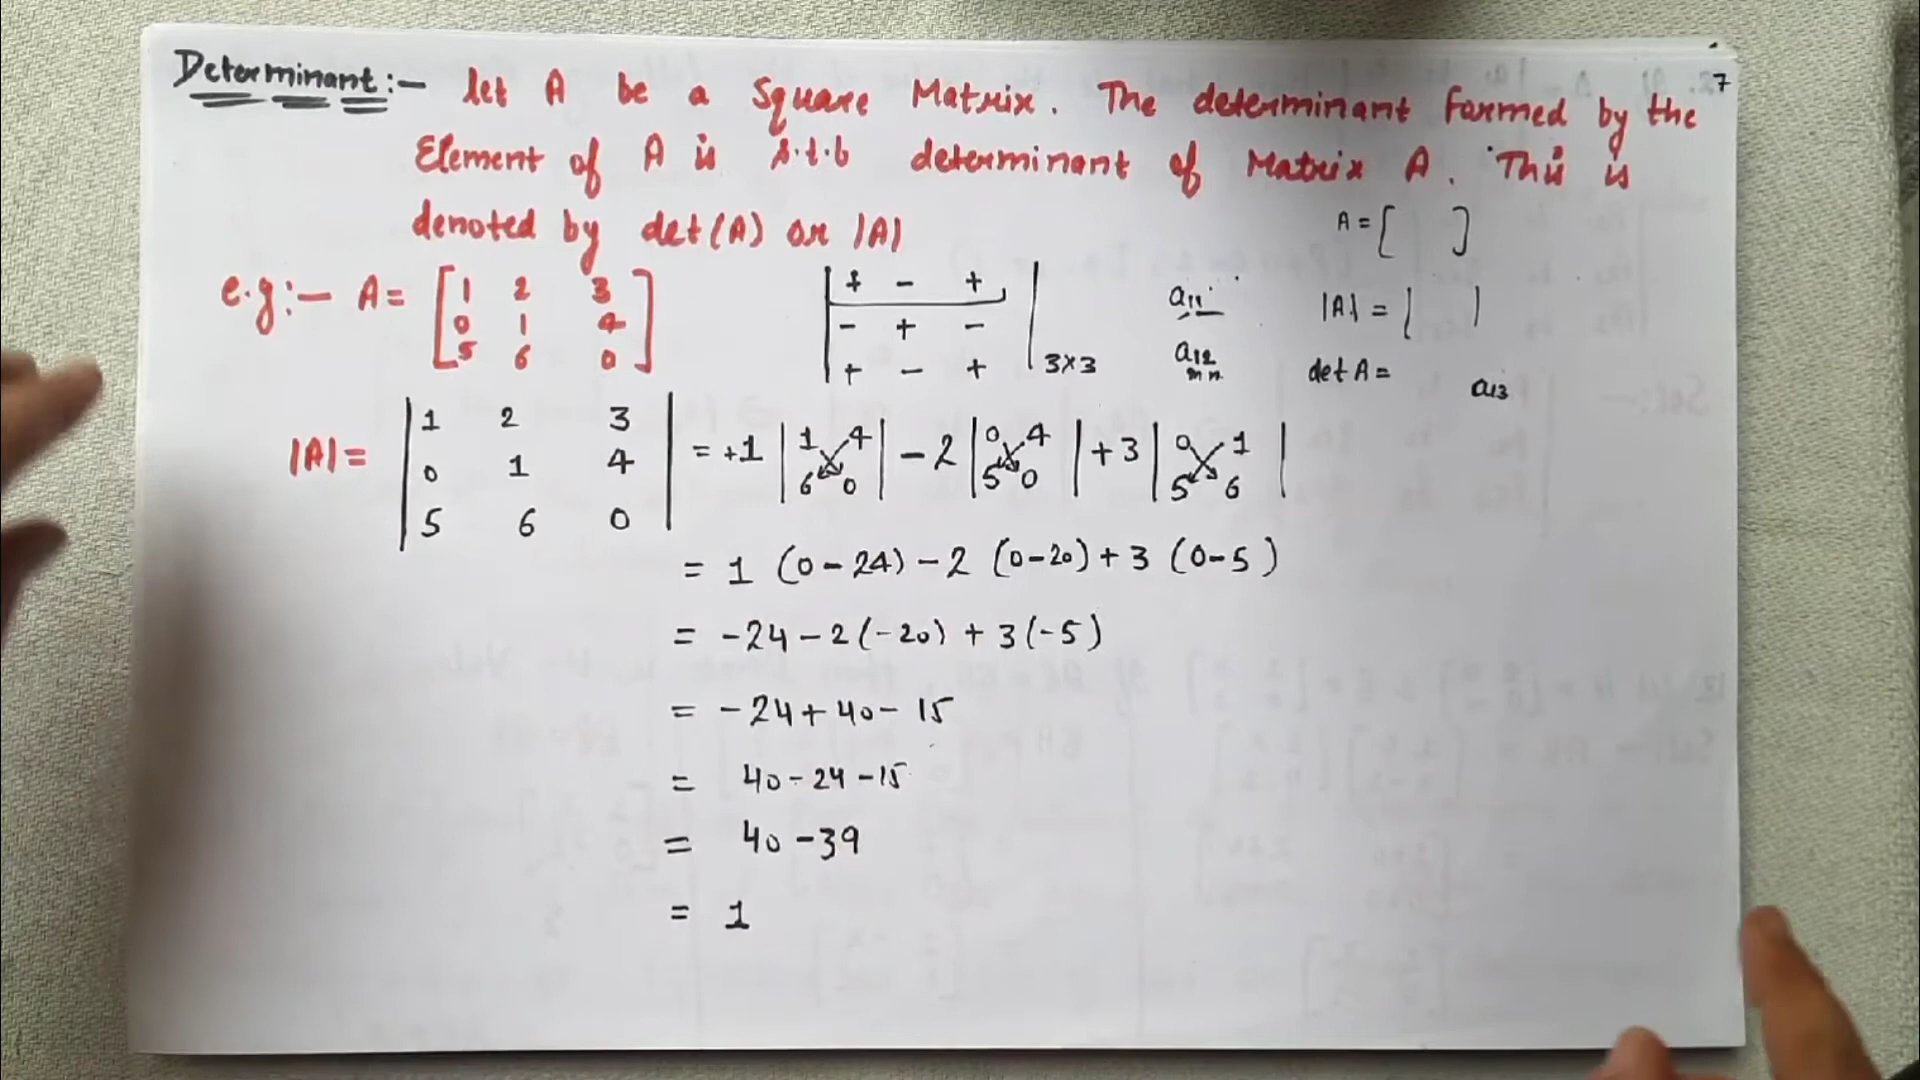 7
Determinant:- let A be a Square Matrix. The determinant formed by the
Element of A is s.t.b determinant of Matrix A. This is
denoted by det(A) or |A|
A = [ ]
e.g:- A = [1 2 3
0 1 4
5 6 0]
+ - +
- + -
+ - + 3×3
a11
a12
mn
|A| = | |
det A =
a13
|A| = |1 2 3
0 1 4
5 6 0| = +1 |1 4
6 0| - 2 |0 4
5 0| + 3 |0 1
5 6|
= 1 (0-24) - 2 (0-20) + 3 (0-5)
= -24 - 2(-20) + 3(-5)
= -24 + 40 - 15
= 40 - 24 - 15
= 40 - 39
= 1